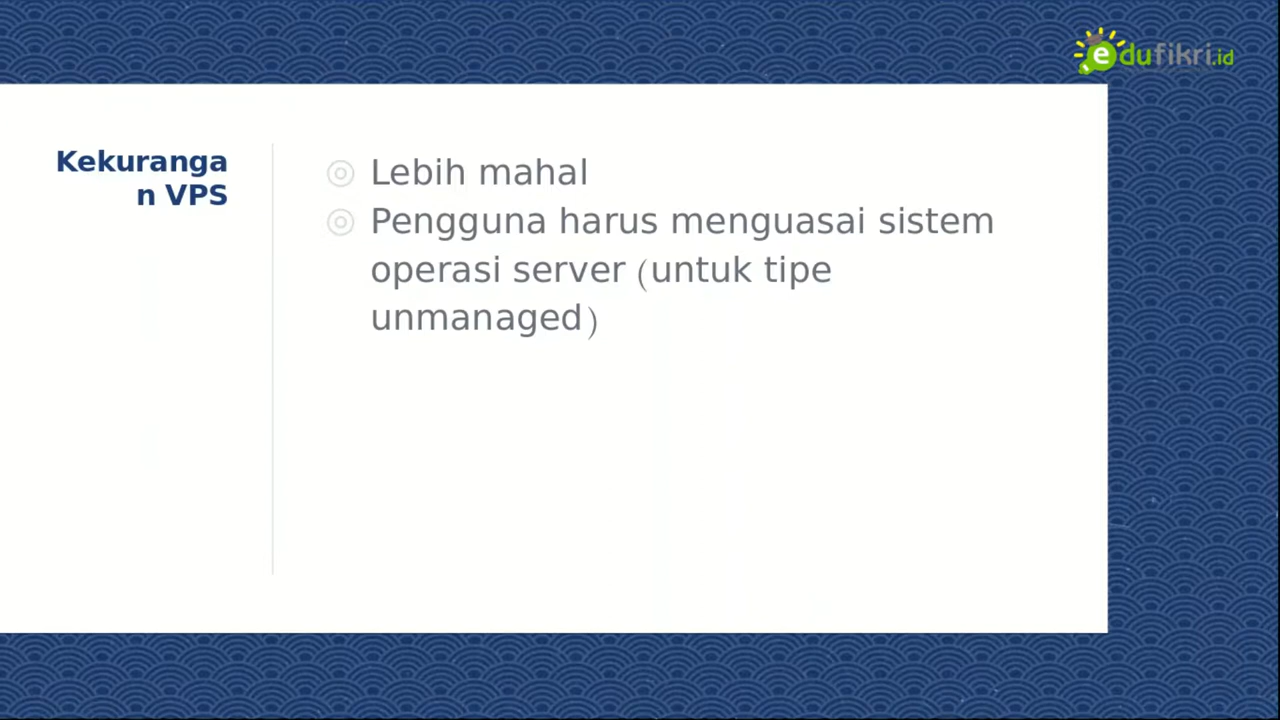 edufikri.id
Kekuranga
n VPS
Lebih mahal
Pengguna harus menguasai sistem
operasi server (untuk tipe
unmanaged)